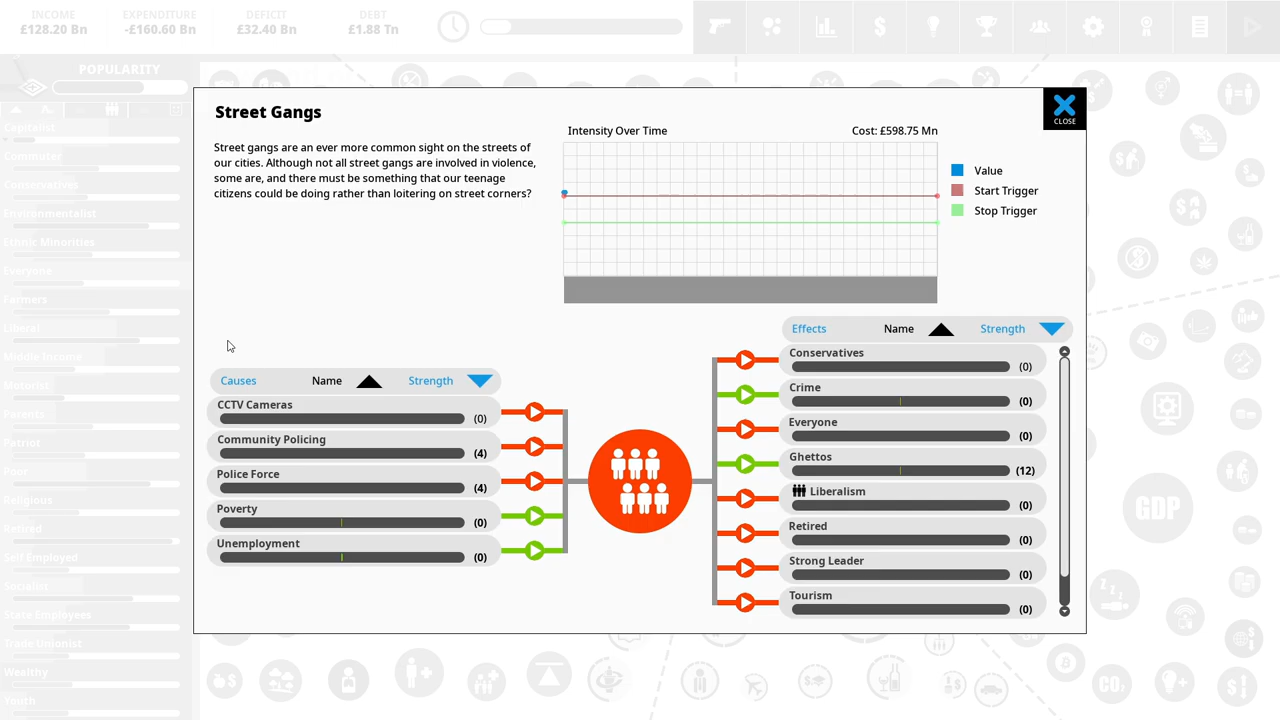 INCOME
£128.20 Bn
EXPENDITURE
-£160.60 Bn
DEFICIT
£32.40 Bn
DEBT
£1.88 Tn
POPULARITY
Capitalist
Commuter
Conservatives
Environmentalist
Ethnic Minorities
Everyone
Farmers
Liberal
Middle Income
Motorist
Parents
Patriot
Poor
Religious
Retired
Self Employed
Socialist
State Employees
Trade Unionist
Wealthy
Youth
Street Gangs
CLOSE
Street gangs are an ever more common sight on the streets of
our cities. Although not all street gangs are involved in violence,
some are, and there must be something that our teenage
citizens could be doing rather than loitering on street corners?
Intensity Over Time
Cost: £598.75 Mn
Value
Start Trigger
Stop Trigger
Causes
Name
Strength
CCTV Cameras
(0)
Community Policing
(4)
Police Force
(4)
Poverty
(0)
Unemployment
(0)
Effects
Name
Strength
Conservatives
(0)
Crime
(0)
Everyone
(0)
Ghettos
(12)
Liberalism
(0)
Retired
(0)
Strong Leader
(0)
Tourism
(0)
GDP
CO₂